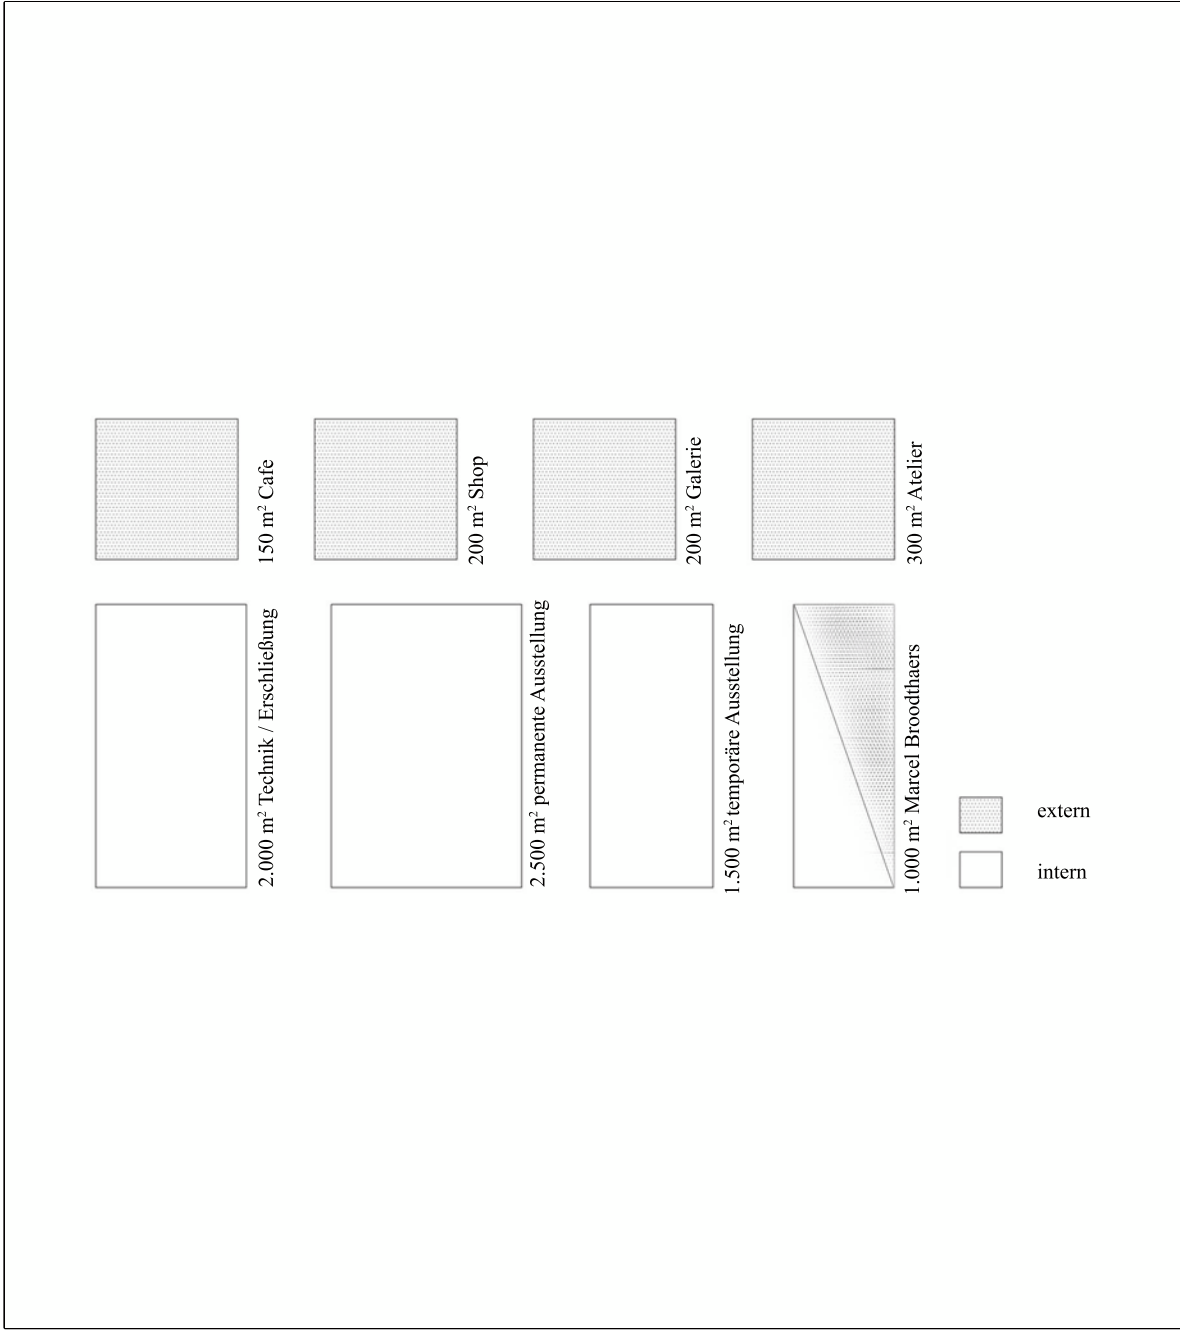 150 m² Cafe
200 m² Shop
200 m² Galerie
300 m² Atelier
2.000 m² Technik / Erschließung
2.500 m² permanente Ausstellung
1.500 m² temporäre Ausstellung
1.000 m² Marcel Broodthaers
extern
intern